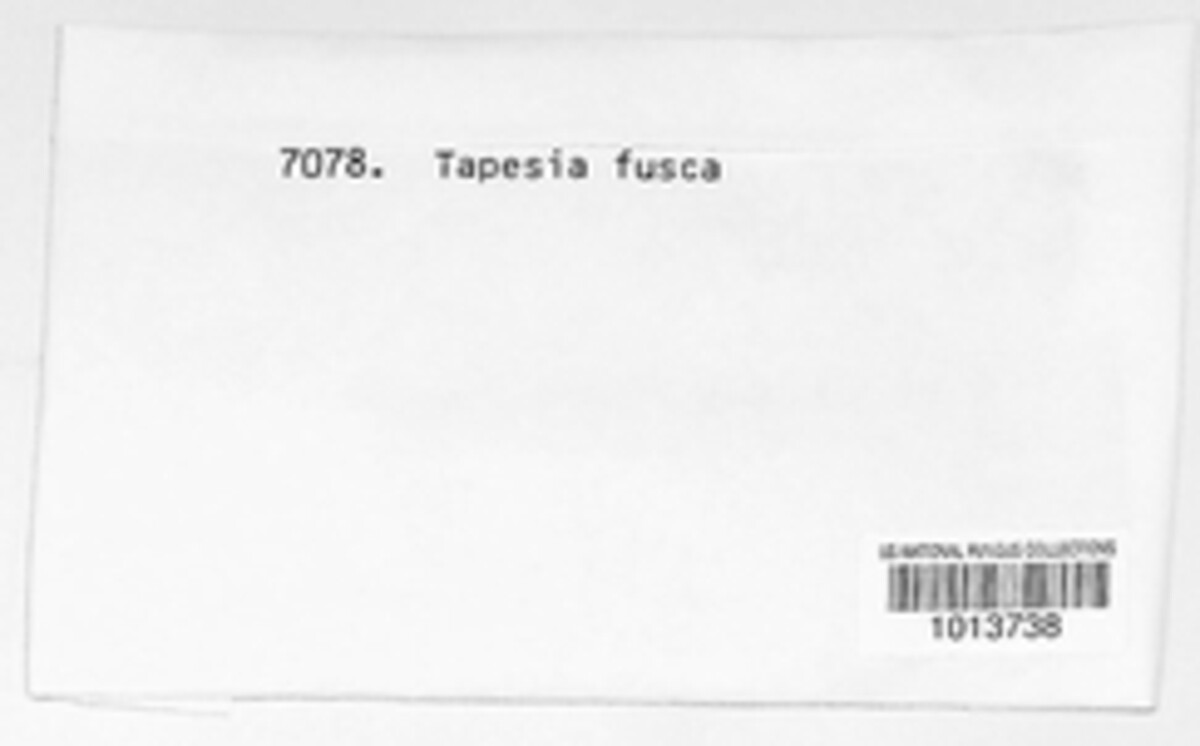 7078. Tapesia fusca
US NATIONAL FUNGUS COLLECTIONS
1013738